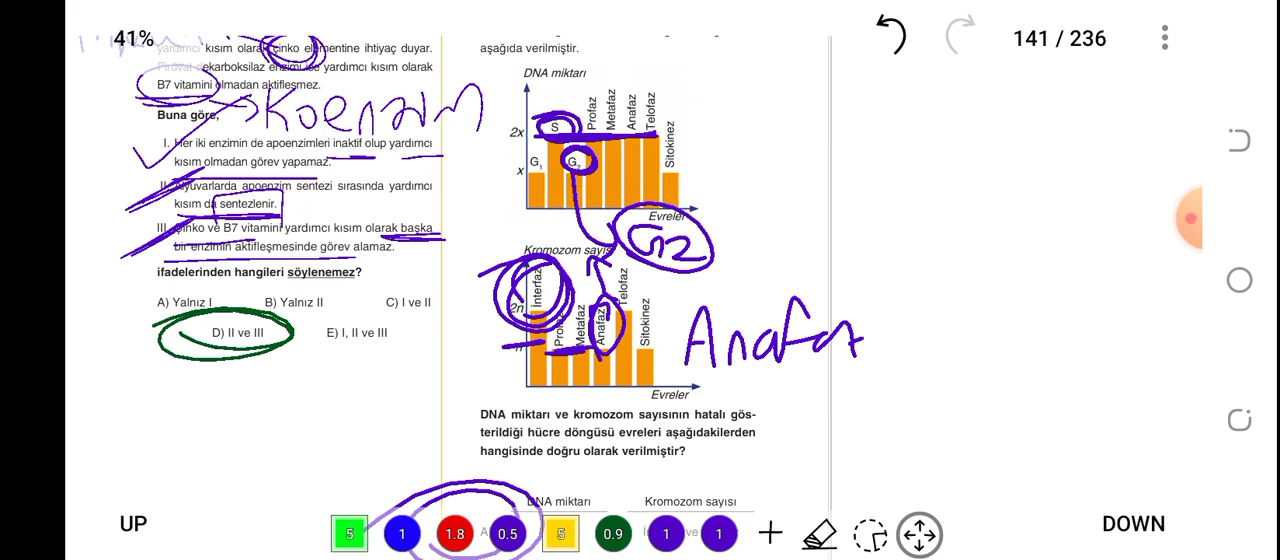 41%
141 / 236
yardımcı kısım olarak çinko elementine ihtiyaç duyar.
Pirüvat dekarboksilaz enzimi ise yardımcı kısım olarak
B7 vitamini olmadan aktifleşmez.
Koenzim
Buna göre,
I. Her iki enzimin de apoenzimleri inaktif olup yardımcı
kısım olmadan görev yapamaz.
II. Alyuvarlarda apoenzim sentezi sırasında yardımcı
kısım da sentezlenir.
III. Çinko ve B7 vitamini yardımcı kısım olarak başka
bir enzimin aktifleşmesinde görev alamaz.
ifadelerinden hangileri söylenemez?
A) Yalnız I B) Yalnız II C) I ve II
D) II ve III E) I, II ve III
aşağıda verilmiştir.
DNA miktarı
2x
x
G1
S
G2
Profaz
Metafaz
Anafaz
Telofaz
Sitokinez
Evreler
G2
Kromozom sayısı
2n
n
İnterfaz
Profaz
Metafaz
Anafaz
Telofaz
Sitokinez
Evreler
Anafaz
DNA miktarı ve kromozom sayısının hatalı gös-
terildiği hücre döngüsü evreleri aşağıdakilerden
hangisinde doğru olarak verilmiştir?
DNA miktarı Kromozom sayısı
UP
5 1 1.8 0.5 5 0.9 1 1
DOWN